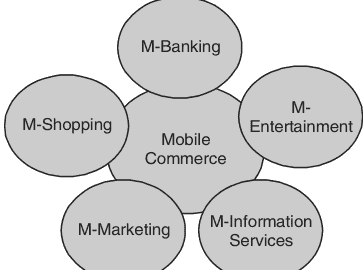 M-Banking
M-Shopping
M-
Entertainment
Mobile
Commerce
M-Marketing
M-Information
Services